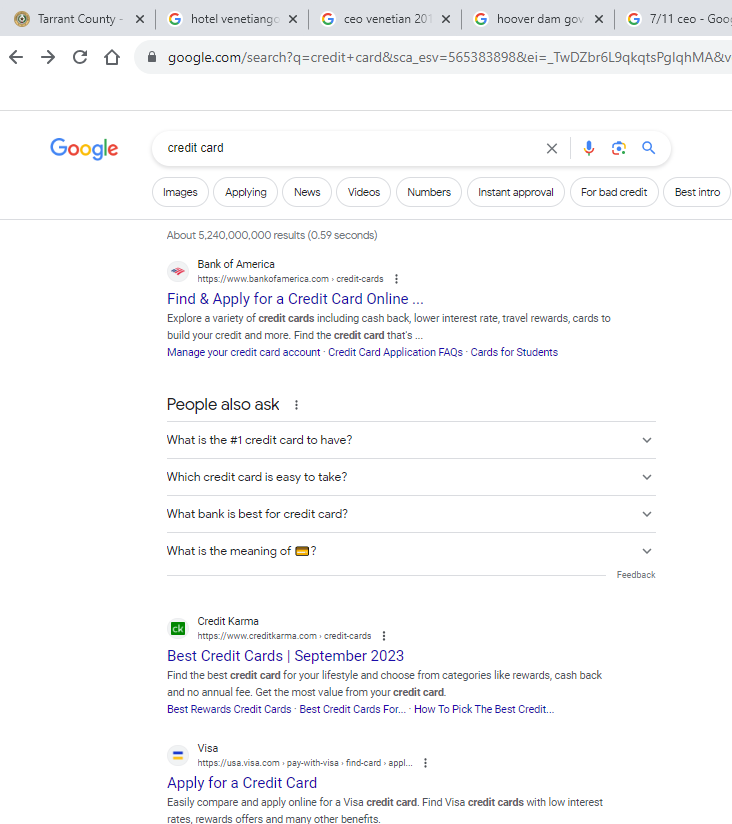 Tarrant County -
hotel venetiango
ceo venetian 201
hoover dam gov
7/11 ceo - Goo
google.com/search?q=credit+card&sca_esv=565383898&ei=_TwDZbr6L9qkqtsPgIqhMA&v
Google
credit card
Images
Applying
News
Videos
Numbers
Instant approval
For bad credit
Best intro
About 5,240,000,000 results (0.59 seconds)
Bank of America
https://www.bankofamerica.com › credit-cards
Find & Apply for a Credit Card Online ...
Explore a variety of credit cards including cash back, lower interest rate, travel rewards, cards to
build your credit and more. Find the credit card that's ...
Manage your credit card account · Credit Card Application FAQs · Cards for Students
People also ask
What is the #1 credit card to have?
Which credit card is easy to take?
What bank is best for credit card?
What is the meaning of 💳?
Feedback
ck
Credit Karma
https://www.creditkarma.com › credit-cards
Best Credit Cards | September 2023
Find the best credit card for your lifestyle and choose from categories like rewards, cash back
and no annual fee. Get the most value from your credit card.
Best Rewards Credit Cards · Best Credit Cards For... · How To Pick The Best Credit...
Visa
https://usa.visa.com › pay-with-visa › find-card › appl...
Apply for a Credit Card
Easily compare and apply online for a Visa credit card. Find Visa credit cards with low interest
rates, rewards offers and many other benefits.